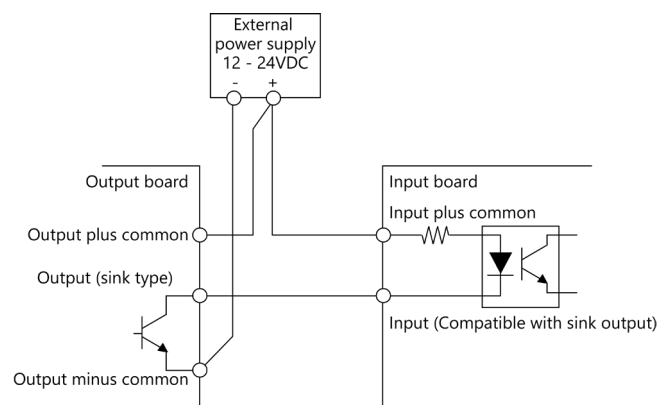 External
power supply
12 - 24VDC
- +
Output board
Input board
Input plus common
Output plus common
Output (sink type)
Input (Compatible with sink output)
Output minus common